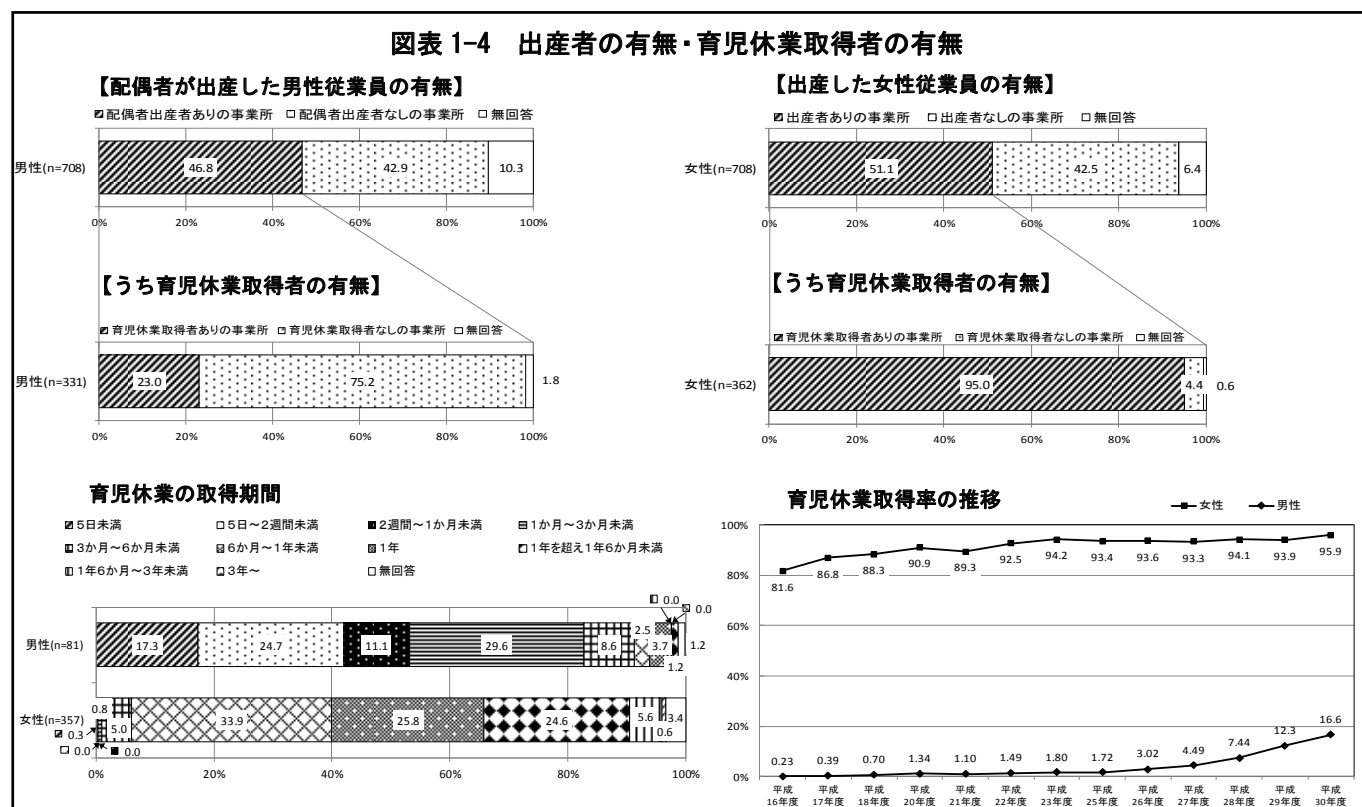 図表 1-4　出産者の有無・育児休業取得者の有無
【配偶者が出産した男性従業員の有無】
配偶者出産者ありの事業所 配偶者出産者なしの事業所 無回答
男性(n=708) 46.8 42.9 10.3
0% 20% 40% 60% 80% 100%
【うち育児休業取得者の有無】
育児休業取得者ありの事業所 育児休業取得者なしの事業所 無回答
男性(n=331) 23.0 75.2 1.8
0% 20% 40% 60% 80% 100%
【出産した女性従業員の有無】
出産者ありの事業所 出産者なしの事業所 無回答
女性(n=708) 51.1 42.5 6.4
0% 20% 40% 60% 80% 100%
【うち育児休業取得者の有無】
育児休業取得者ありの事業所 育児休業取得者なしの事業所 無回答
女性(n=362) 95.0 4.4 0.6
0% 20% 40% 60% 80% 100%
育児休業の取得期間
5日未満 5日～2週間未満 2週間～1か月未満 1か月～3か月未満
3か月～6か月未満 6か月～1年未満 1年 1年を超え1年6か月未満
1年6か月～3年未満 3年～ 無回答
0.0 0.0
男性(n=81) 17.3 24.7 11.1 29.6 8.6 2.5 3.7 1.2 1.2
女性(n=357) 0.8 5.0 33.9 25.8 24.6 5.6 0.6 3.4
0.3
0.0 0.0
0% 20% 40% 60% 80% 100%
育児休業取得率の推移
女性 男性
100%
80%
60%
40%
20%
0%
81.6 86.8 88.3 90.9 89.3 92.5 94.2 93.4 93.6 93.3 94.1 93.9 95.9
0.23 0.39 0.70 1.34 1.10 1.49 1.80 1.72 3.02 4.49 7.44 12.3 16.6
平成 平成 平成 平成 平成 平成 平成 平成 平成 平成 平成 平成 平成
16年度 17年度 18年度 20年度 21年度 22年度 23年度 25年度 26年度 27年度 28年度 29年度 30年度